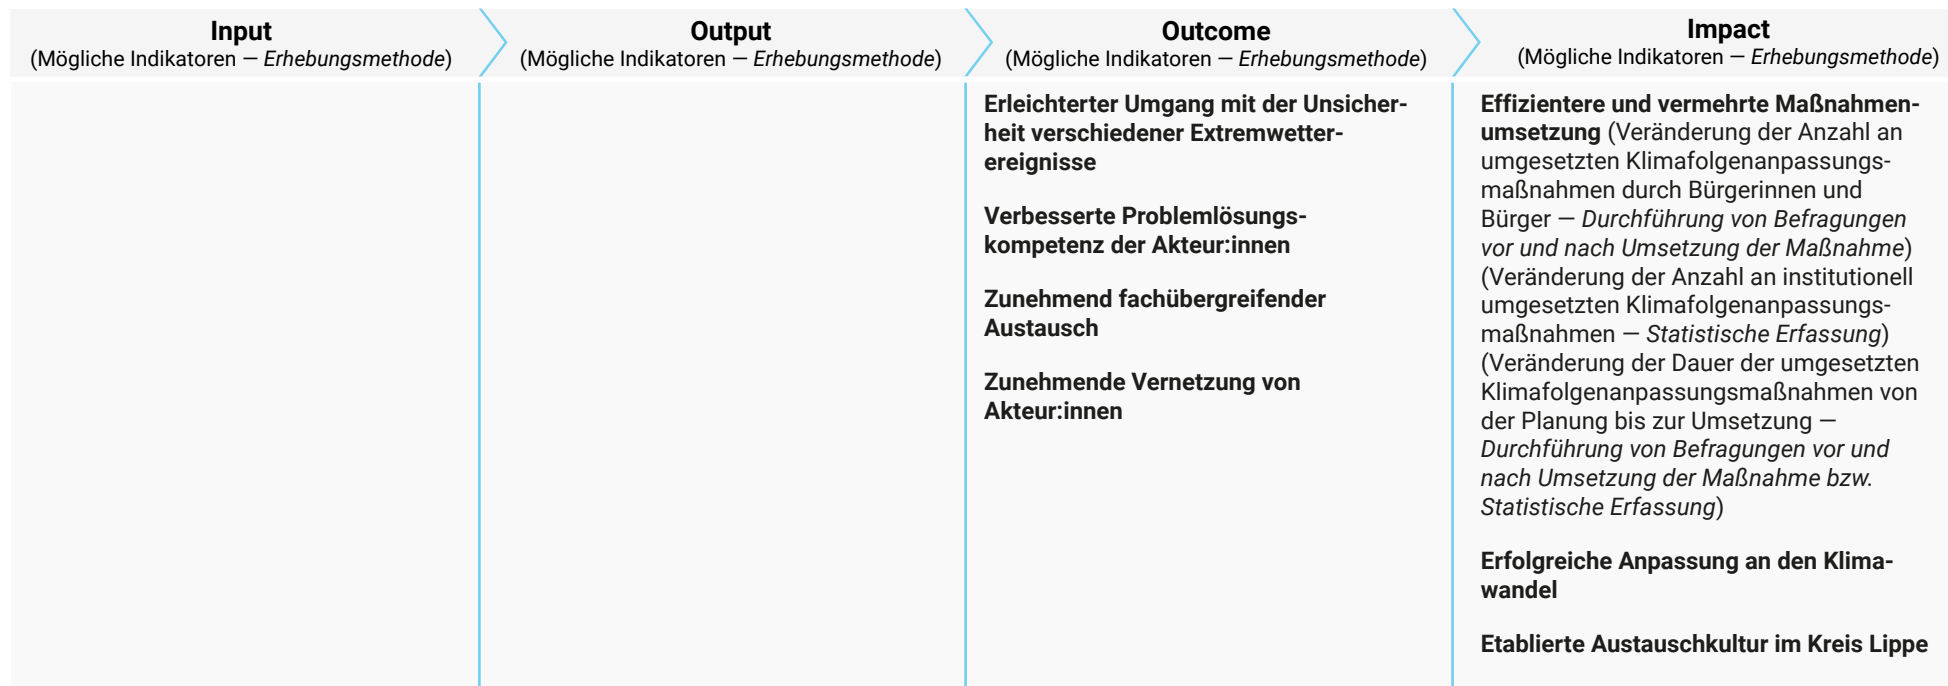 Input
(Mögliche Indikatoren — Erhebungsmethode)
Output
(Mögliche Indikatoren — Erhebungsmethode)
Outcome
(Mögliche Indikatoren — Erhebungsmethode)
Impact
(Mögliche Indikatoren — Erhebungsmethode)
Erleichterter Umgang mit der Unsicher-
heit verschiedener Extremwetter-
ereignisse
Verbesserte Problemlösungs-
kompetenz der Akteur:innen
Zunehmend fachübergreifender
Austausch
Zunehmende Vernetzung von
Akteur:innen
Effizientere und vermehrte Maßnahmen-
umsetzung (Veränderung der Anzahl an
umgesetzten Klimafolgenanpassungs-
maßnahmen durch Bürgerinnen und
Bürger — Durchführung von Befragungen
vor und nach Umsetzung der Maßnahme)
(Veränderung der Anzahl an institutionell
umgesetzten Klimafolgenanpassungs-
maßnahmen — Statistische Erfassung)
(Veränderung der Dauer der umgesetzten
Klimafolgenanpassungsmaßnahmen von
der Planung bis zur Umsetzung —
Durchführung von Befragungen vor und
nach Umsetzung der Maßnahme bzw.
Statistische Erfassung)
Erfolgreiche Anpassung an den Klima-
wandel
Etablierte Austauschkultur im Kreis Lippe